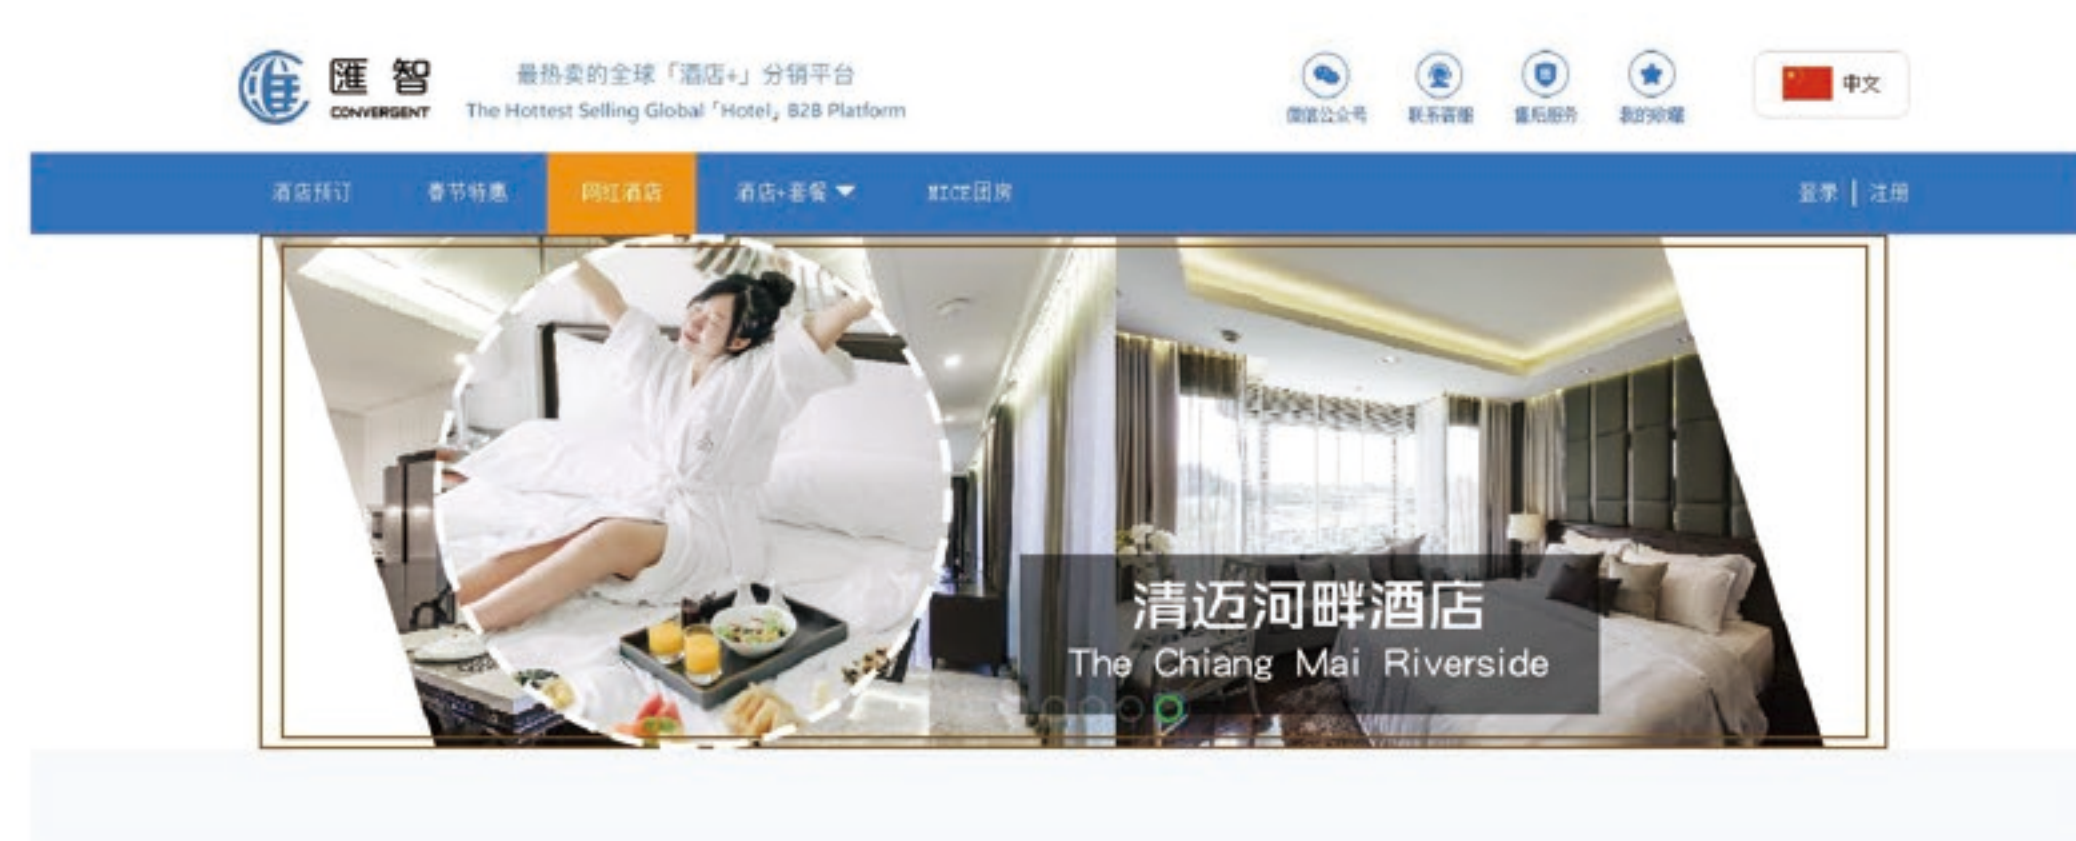 匯智
CONVERGENT
最热卖的全球「酒店+」分销平台
The Hottest Selling Global「Hotel」B2B Platform
微信公众号
联系客服
售后服务
我的收藏
中文
酒店预订
春节特惠
网红酒店
酒店+套餐
MICE团房
登录 | 注册
清迈河畔酒店
The Chiang Mai Riverside